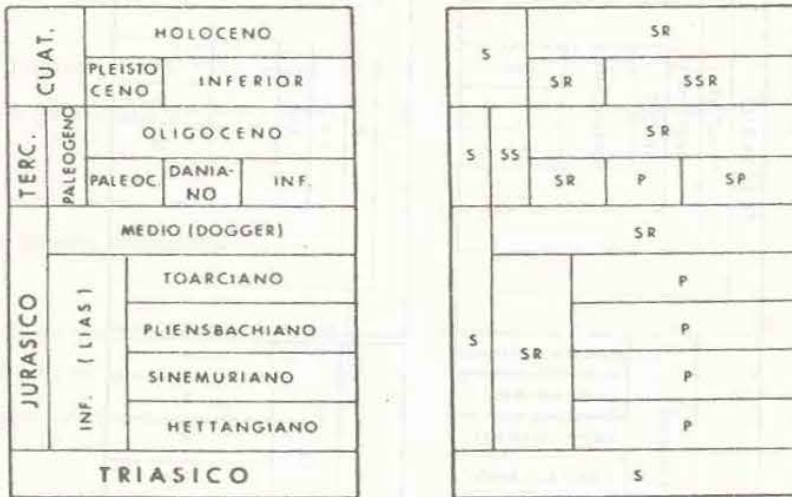 CUAT.
HOLOCENO
PLEISTO
CENO
INFERIOR
TERC.
PALEOGENO
OLIGOCENO
PALEOC.
DANIA-
NO
INF.
JURASICO
MEDIO (DOGGER)
INF. (LIAS)
TOARCIANO
PLIENSBACHIANO
SINEMURIANO
HETTANGIANO
TRIASICO
S
SR
SR
SSR
S
SS
SR
SR
P
SP
S
SR
SR
P
P
P
P
S